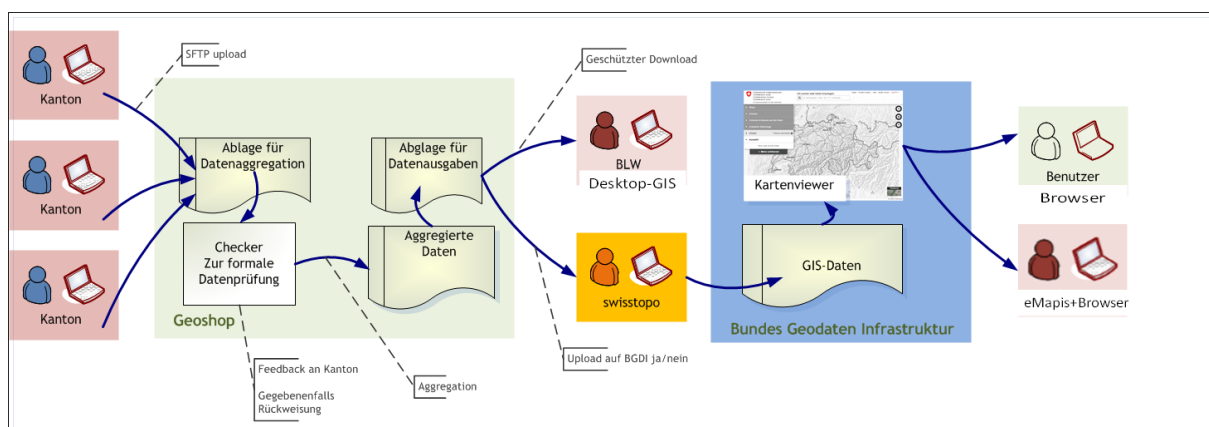 SFTP upload
Kanton
Kanton
Kanton
Ablage für
Datenaggregation
Checker
Zur formale
Datenprüfung
Geoshop
Abglage für
Datenausgaben
Aggregierte
Daten
Feedback an Kanton
Gegebenenfalls
Rückweisung
Aggregation
Geschützter Download
BLW
Desktop-GIS
swisstopo
Upload auf BGDI ja/nein
Kartenviewer
GIS-Daten
Bundes Geodaten Infrastruktur
Benutzer
Browser
eMapis+Browser